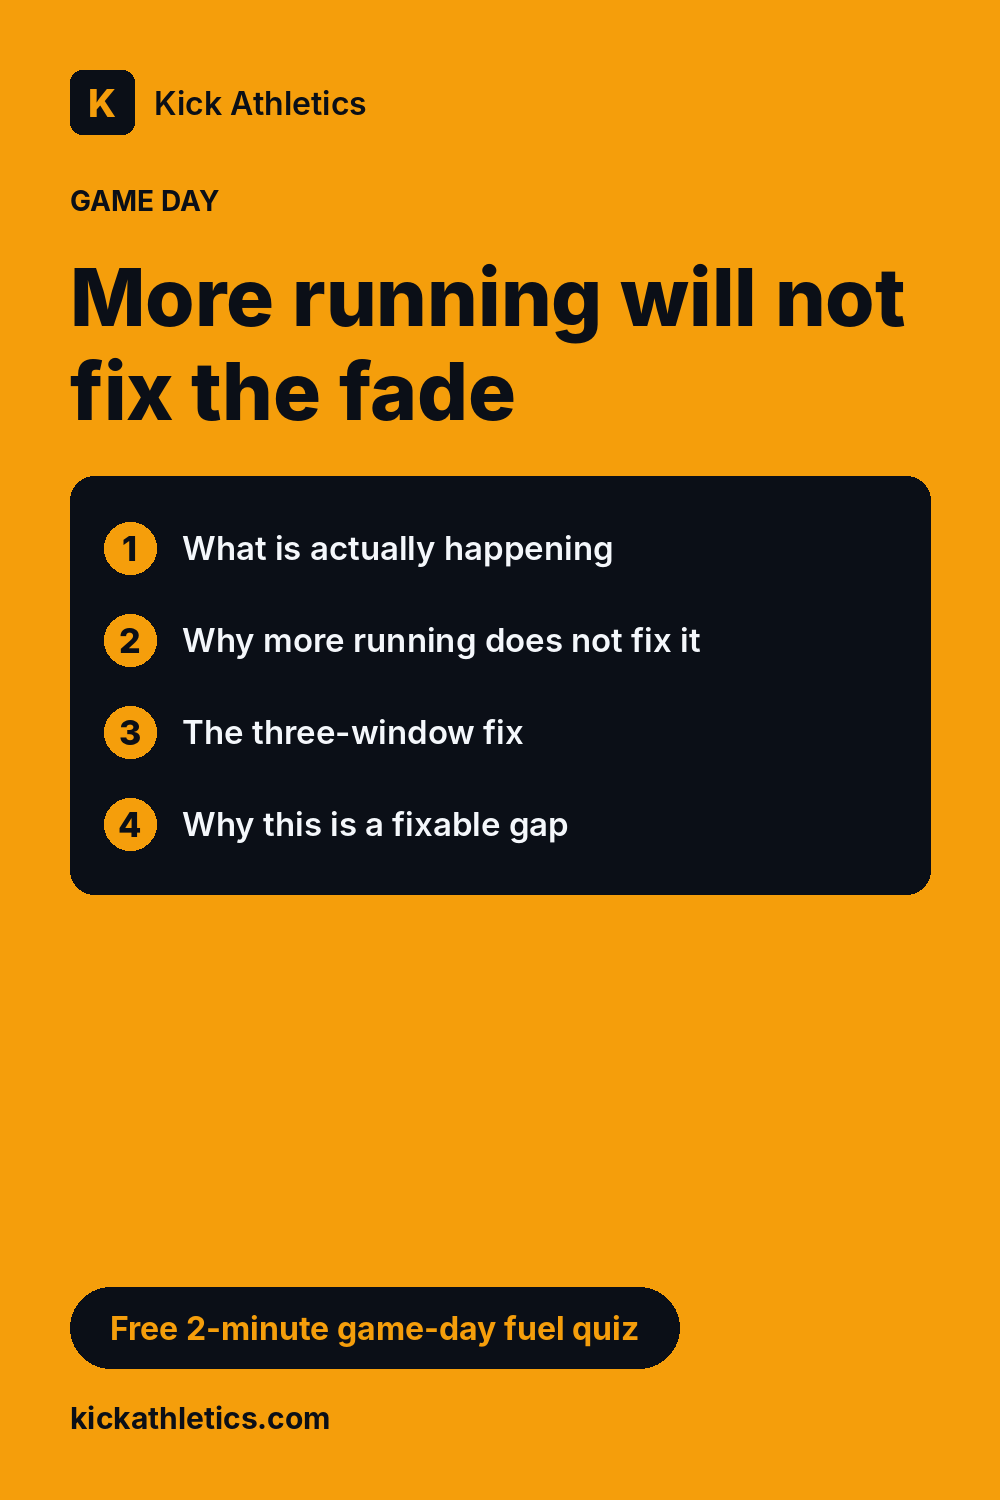 K
Kick Athletics
GAME DAY
More running will not
fix the fade
1 What is actually happening
2 Why more running does not fix it
3 The three-window fix
4 Why this is a fixable gap
Free 2-minute game-day fuel quiz
kickathletics.com